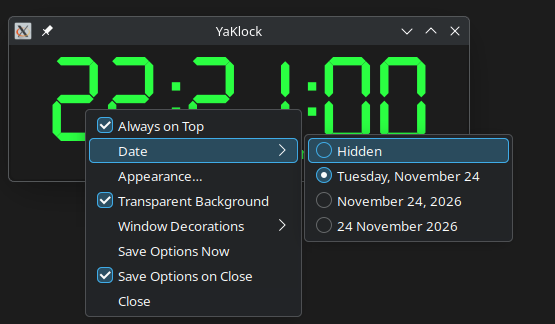 YaKlock
22:21:00
Always on Top
Date
Appearance...
Transparent Background
Window Decorations
Save Options Now
Save Options on Close
Close
Hidden
Tuesday, November 24
November 24, 2026
24 November 2026